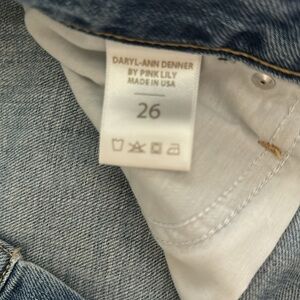 DARYL-ANN DENNER
BY PINK LILY
MADE IN USA
26